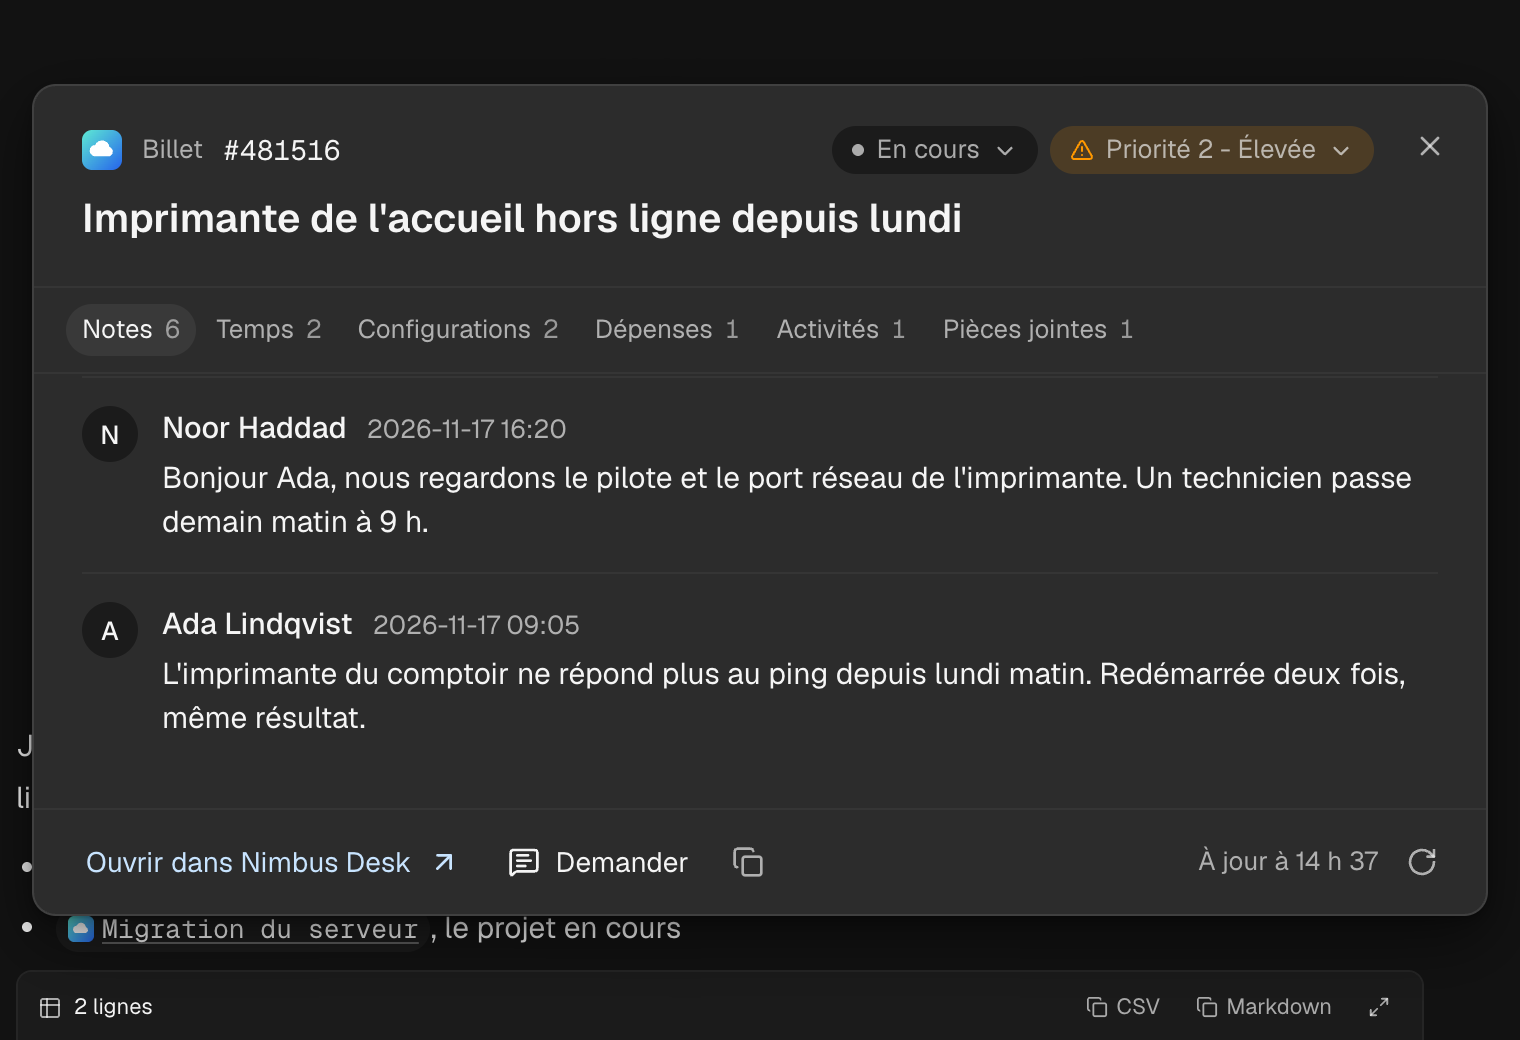 Billet #481516
En cours
Priorité 2 - Élevée
Imprimante de l'accueil hors ligne depuis lundi
Notes 6
Temps 2
Configurations 2
Dépenses 1
Activités 1
Pièces jointes 1
N
Noor Haddad 2026-11-17 16:20
Bonjour Ada, nous regardons le pilote et le port réseau de l'imprimante. Un technicien passe
demain matin à 9 h.
A
Ada Lindqvist 2026-11-17 09:05
L'imprimante du comptoir ne répond plus au ping depuis lundi matin. Redémarrée deux fois,
même résultat.
Ouvrir dans Nimbus Desk
Demander
À jour à 14 h 37
Migration du serveur, le projet en cours
2 lignes
CSV
Markdown